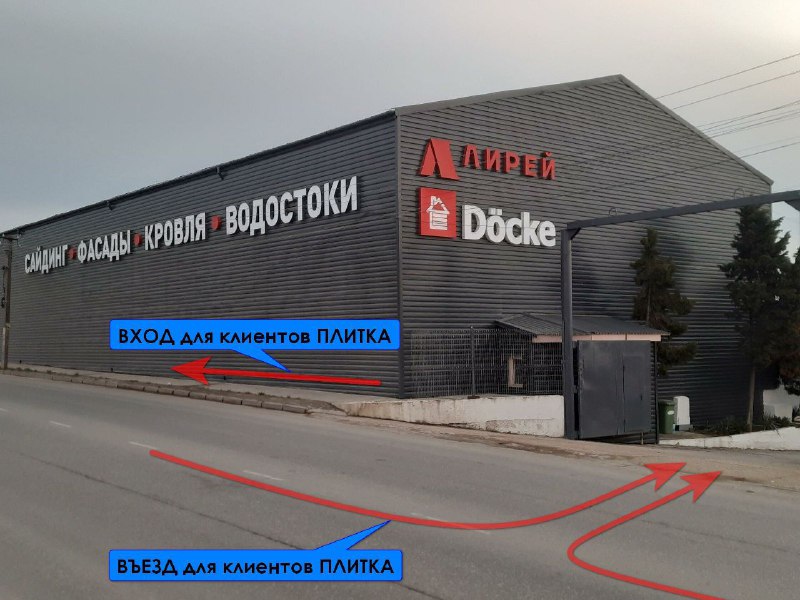 ЛИРЕЙ
Döcke
САЙДИНГ • ФАСАДЫ • КРОВЛЯ • ВОДОСТОКИ
ВХОД для клиентов ПЛИТКА
ВЪЕЗД для клиентов ПЛИТКА